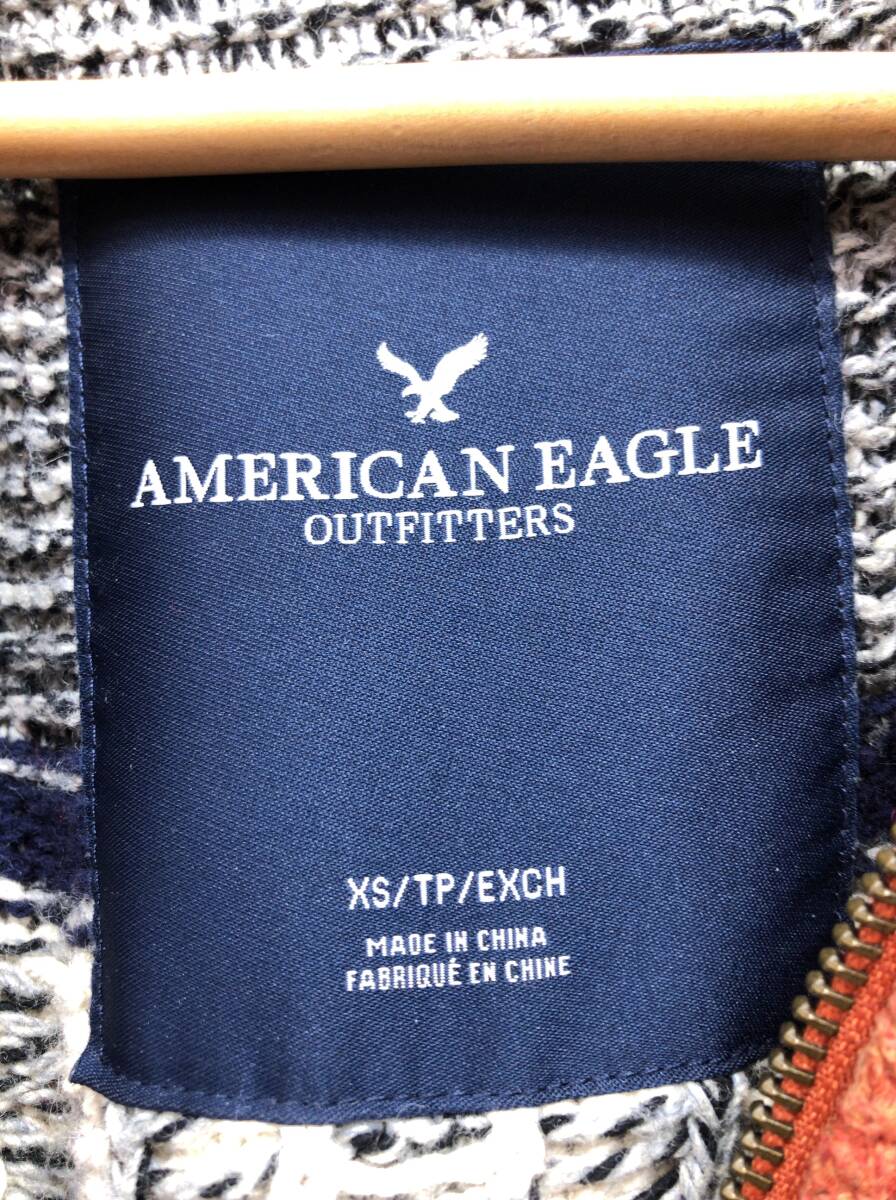 AMERICAN EAGLE
OUTFITTERS
XS/TP/EXCH
MADE IN CHINA
FABRIQUÉ EN CHINE